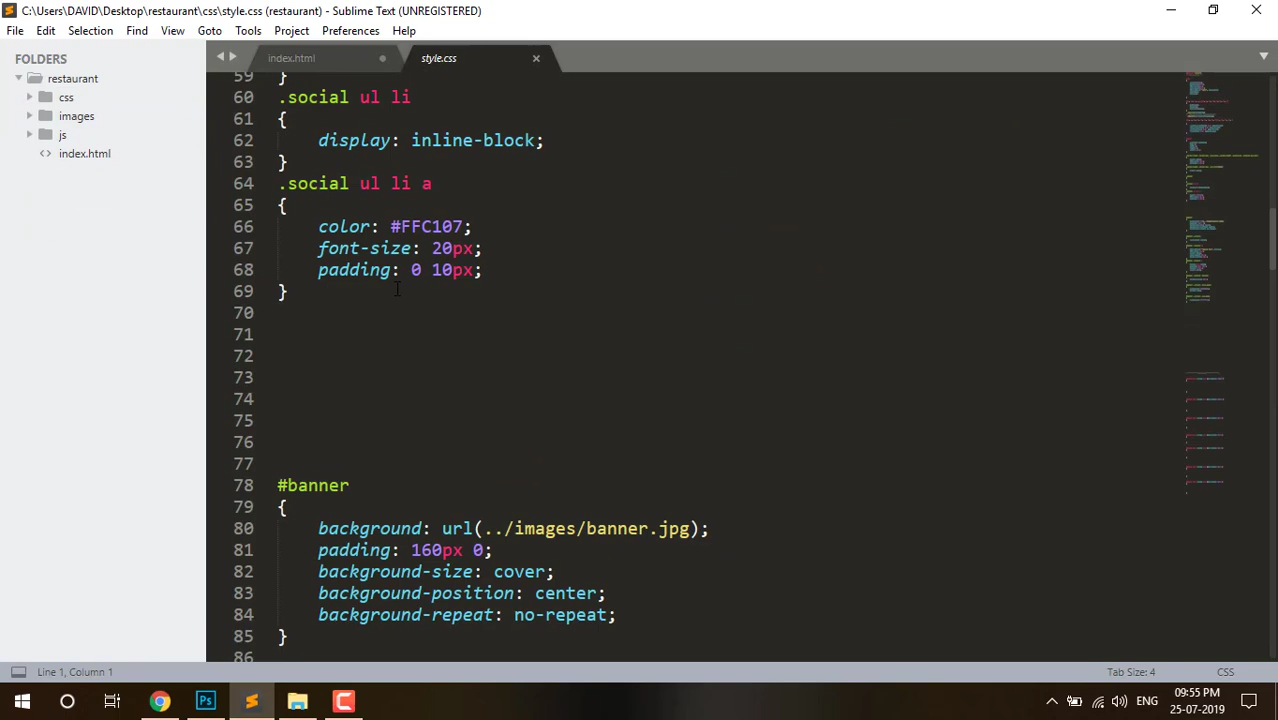 C:\Users\DAVID\Desktop\restaurant\css\style.css (restaurant) - Sublime Text (UNREGISTERED)
File Edit Selection Find View Goto Tools Project Preferences Help
FOLDERS
restaurant
css
images
js
index.html
index.html style.css
59 }
60 .social ul li
61 {
62 display: inline-block;
63 }
64 .social ul li a
65 {
66 color: #FFC107;
67 font-size: 20px;
68 padding: 0 10px;
69 }
70
71
72
73
74
75
76
77
78 #banner
79 {
80 background: url(../images/banner.jpg);
81 padding: 160px 0;
82 background-size: cover;
83 background-position: center;
84 background-repeat: no-repeat;
85 }
86
Line 1, Column 1 Tab Size: 4 CSS
Ps ENG 09:55 PM
25-07-2019